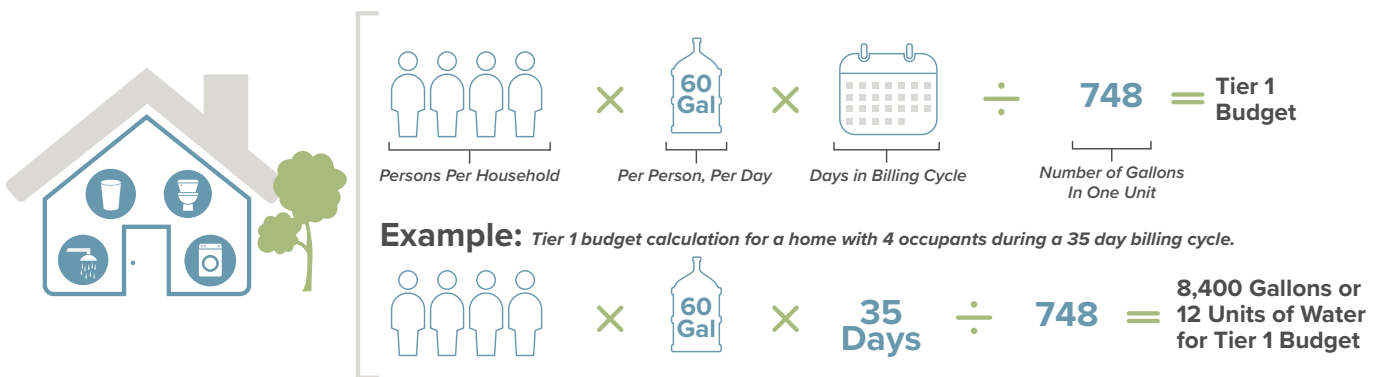 60
Gal
748
Tier 1
Budget
Persons Per Household
Per Person, Per Day
Days in Billing Cycle
Number of Gallons
In One Unit
Example: Tier 1 budget calculation for a home with 4 occupants during a 35 day billing cycle.
60
Gal
35
Days
748
8,400 Gallons or
12 Units of Water
for Tier 1 Budget